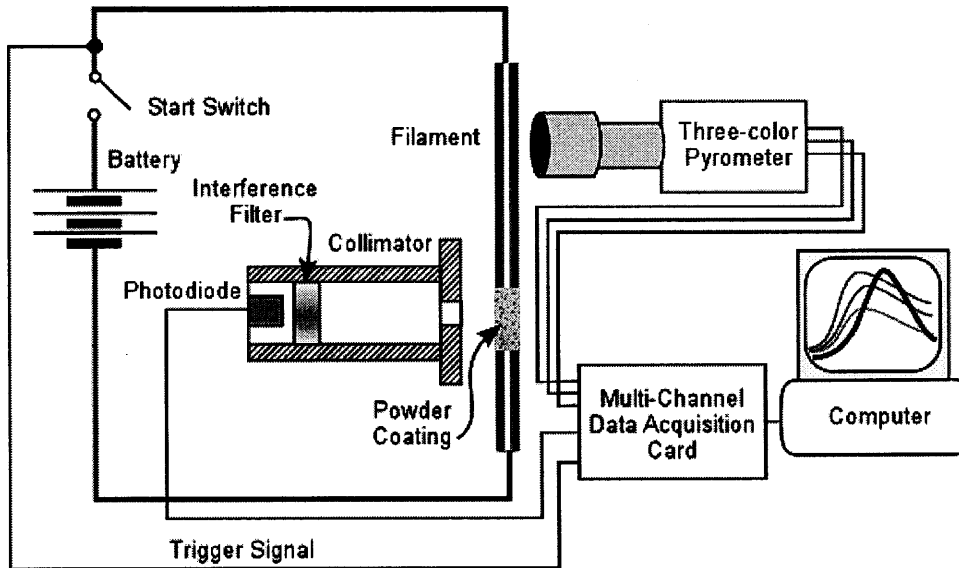 Start Switch
Battery
Filament
Three-color
Pyrometer
Interference
Filter
Collimator
Photodiode
Powder
Coating
Multi-Channel
Data Acquisition
Card
Computer
Trigger Signal